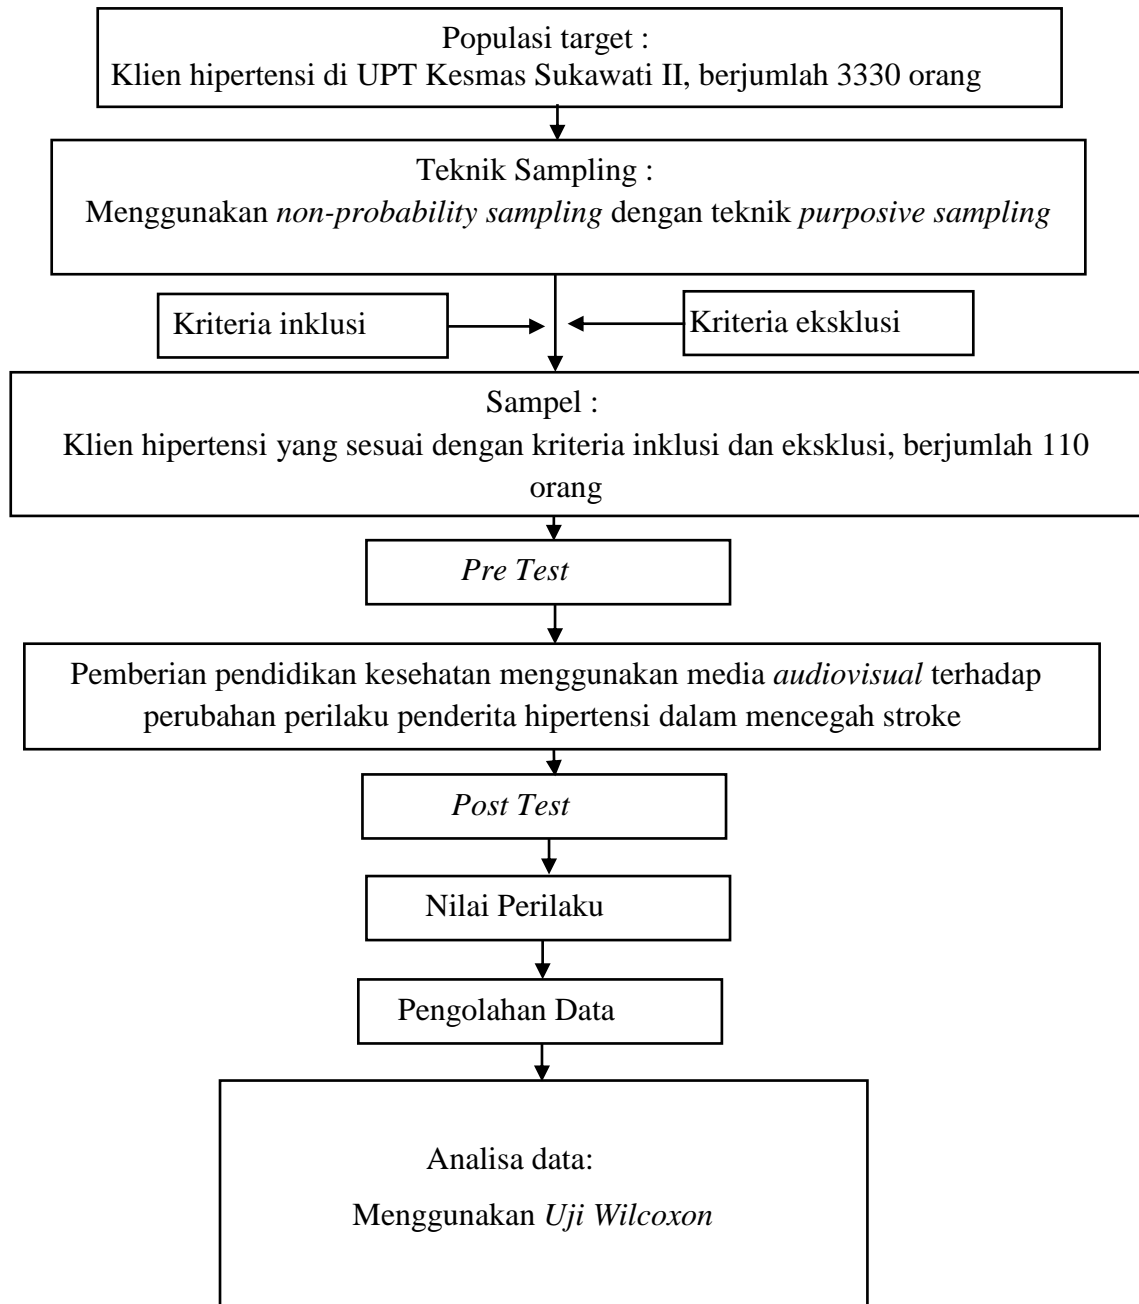 Populasi target :
Klien hipertensi di UPT Kesmas Sukawati II, berjumlah 3330 orang
Teknik Sampling :
Menggunakan non-probability sampling dengan teknik purposive sampling
Kriteria inklusi
Kriteria eksklusi
Sampel :
Klien hipertensi yang sesuai dengan kriteria inklusi dan eksklusi, berjumlah 110
orang
Pre Test
Pemberian pendidikan kesehatan menggunakan media audiovisual terhadap
perubahan perilaku penderita hipertensi dalam mencegah stroke
Post Test
Nilai Perilaku
Pengolahan Data
Analisa data:
Menggunakan Uji Wilcoxon